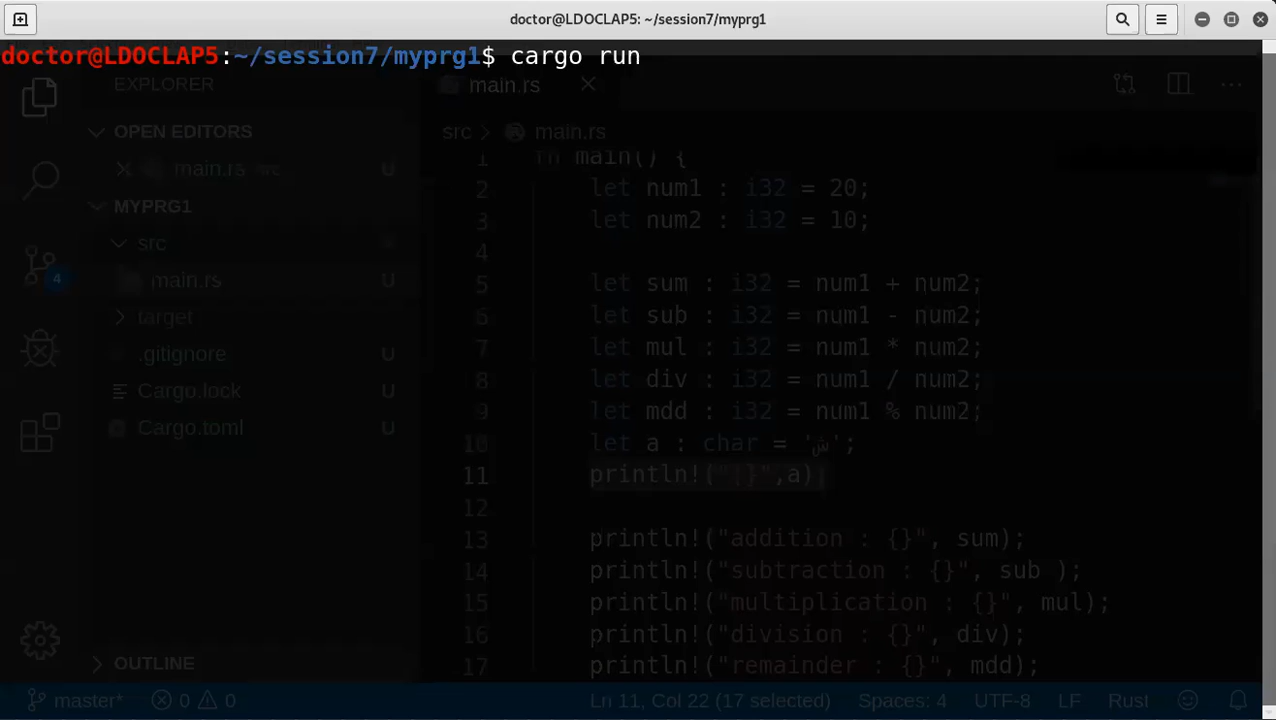 doctor@LDOCLAP5: ~/session7/myprg1
doctor@LDOCLAP5:~/session7/myprg1$ cargo run
EXPLORER
OPEN EDITORS
main.rs src
MYPRG1
src
main.rs U
target
.gitignore U
Cargo.lock U
Cargo.toml U
OUTLINE
main.rs
src > main.rs
1 fn main() {
2 let num1 : i32 = 20;
3 let num2 : i32 = 10;
4
5 let sum : i32 = num1 + num2;
6 let sub : i32 = num1 - num2;
7 let mul : i32 = num1 * num2;
8 let div : i32 = num1 / num2;
9 let mdd : i32 = num1 % num2;
10 let a : char = 'ش';
11 println!("{}",a);
12
13 println!("addition : {}", sum);
14 println!("subtraction : {}", sub );
15 println!("multiplication : {}", mul);
16 println!("division : {}", div);
17 println!("remainder : {}", mdd);
4
master* 0 0 Ln 11, Col 22 (17 selected) Spaces: 4 UTF-8 LF Rust